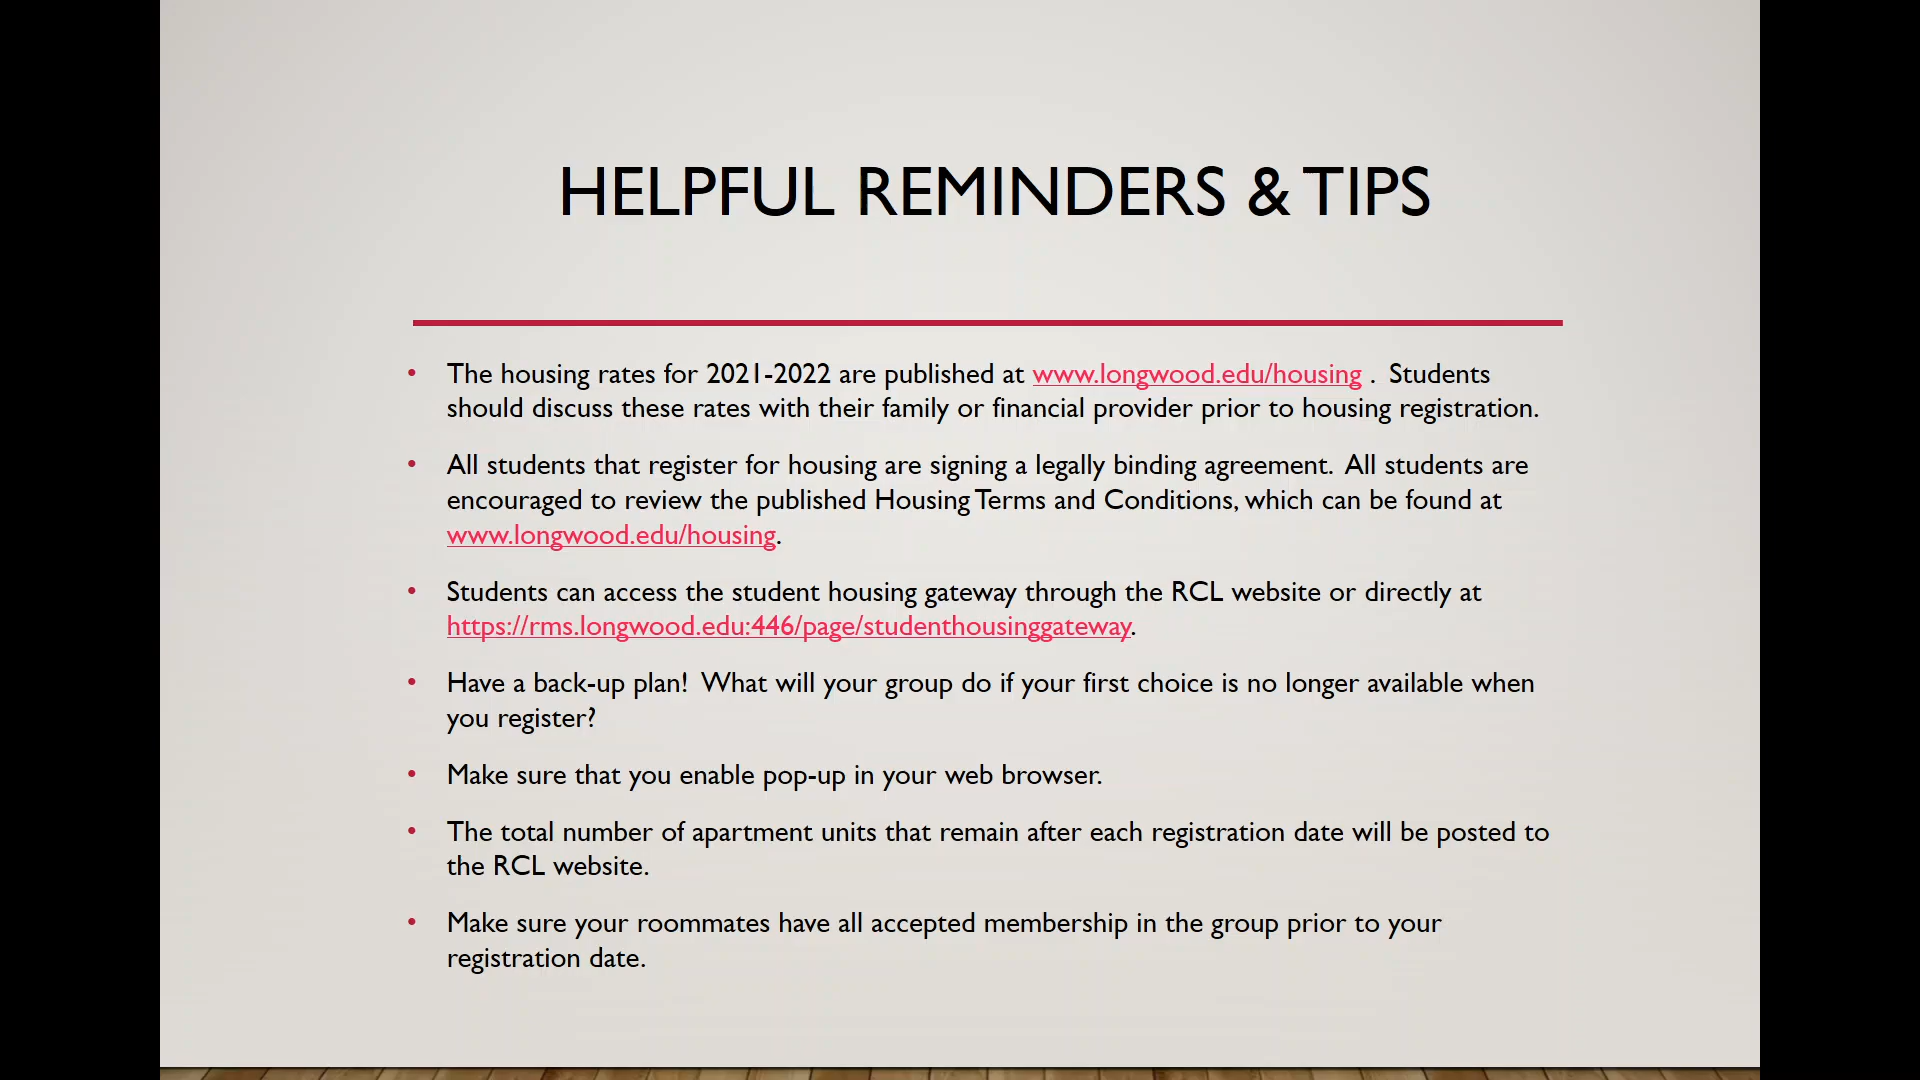 HELPFUL REMINDERS & TIPS
• The housing rates for 2021-2022 are published at www.longwood.edu/housing . Students
should discuss these rates with their family or financial provider prior to housing registration.
• All students that register for housing are signing a legally binding agreement. All students are
encouraged to review the published Housing Terms and Conditions, which can be found at
www.longwood.edu/housing.
• Students can access the student housing gateway through the RCL website or directly at
https://rms.longwood.edu:446/page/studenthousinggateway.
• Have a back-up plan! What will your group do if your first choice is no longer available when
you register?
• Make sure that you enable pop-up in your web browser.
• The total number of apartment units that remain after each registration date will be posted to
the RCL website.
• Make sure your roommates have all accepted membership in the group prior to your
registration date.